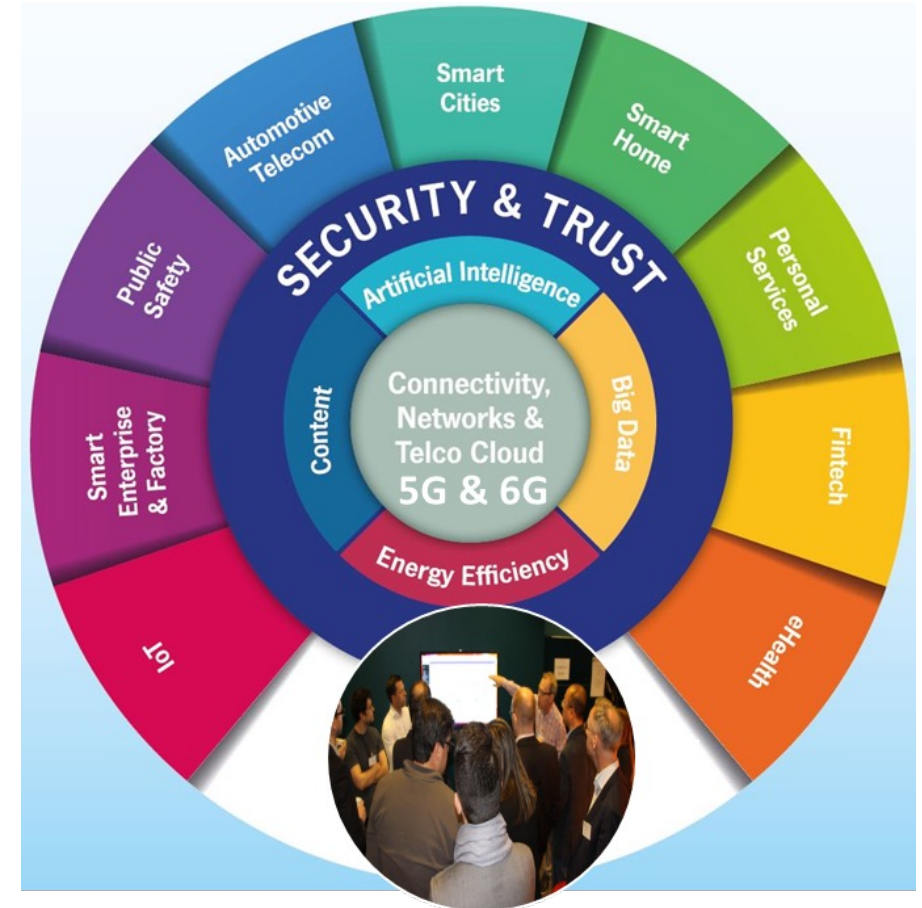 Smart
Cities
Smart
Home
Personal
Services
Fintech
eHealth
IoT
Smart
Enterprise
& Factory
Public
Safety
Automotive
Telecom
SECURITY & TRUST
Artificial Intelligence
Big Data
Energy Efficiency
Content
Connectivity,
Networks &
Telco Cloud
5G & 6G